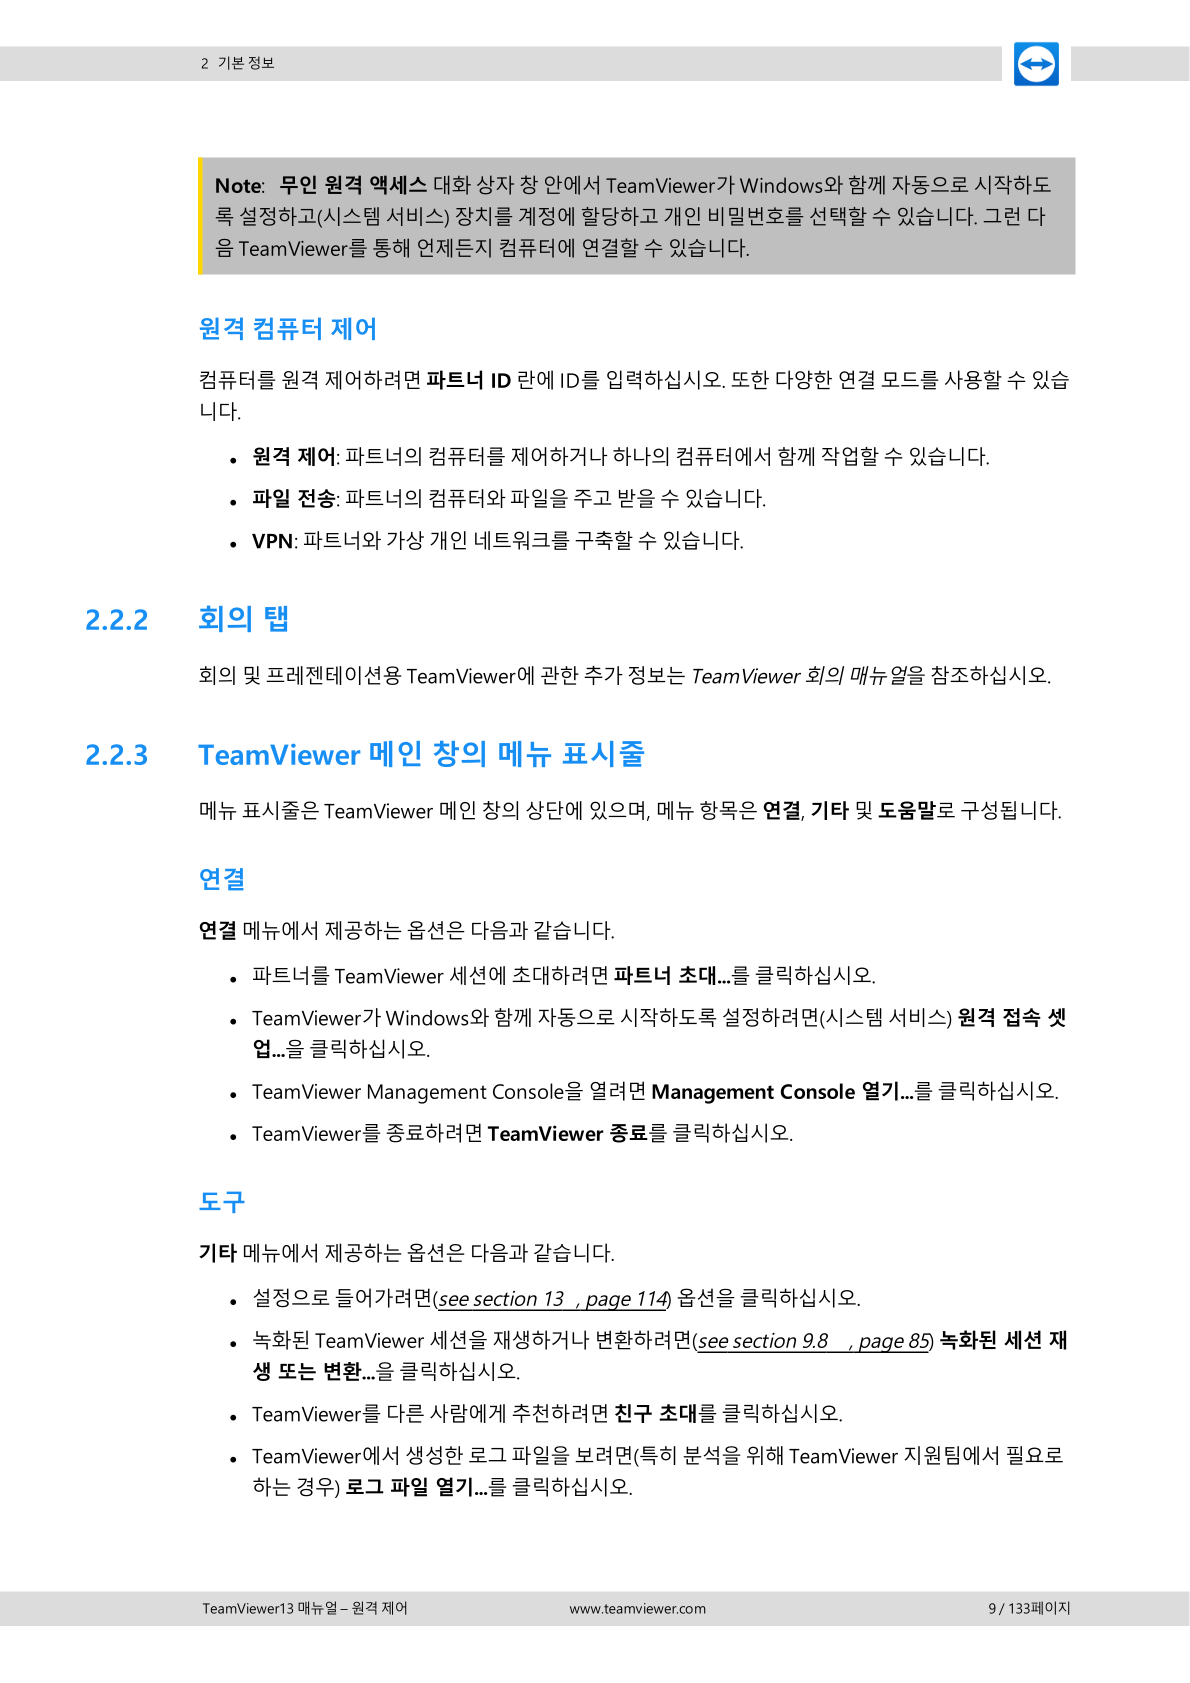 2 기본 정보
Note: 무인 원격 액세스 대화 상자 창 안에서 TeamViewer가 Windows와 함께 자동으로 시작하도
록 설정하고(시스템 서비스) 장치를 계정에 할당하고 개인 비밀번호를 선택할 수 있습니다. 그런 다
음 TeamViewer를 통해 언제든지 컴퓨터에 연결할 수 있습니다.
원격 컴퓨터 제어
컴퓨터를 원격 제어하려면 파트너 ID 란에 ID를 입력하십시오. 또한 다양한 연결 모드를 사용할 수 있습
니다.
• 원격 제어: 파트너의 컴퓨터를 제어하거나 하나의 컴퓨터에서 함께 작업할 수 있습니다.
• 파일 전송: 파트너의 컴퓨터와 파일을 주고 받을 수 있습니다.
• VPN: 파트너와 가상 개인 네트워크를 구축할 수 있습니다.
2.2.2 회의 탭
회의 및 프레젠테이션용 TeamViewer에 관한 추가 정보는 TeamViewer 회의 매뉴얼을 참조하십시오.
2.2.3 TeamViewer 메인 창의 메뉴 표시줄
메뉴 표시줄은 TeamViewer 메인 창의 상단에 있으며, 메뉴 항목은 연결, 기타 및 도움말로 구성됩니다.
연결
연결 메뉴에서 제공하는 옵션은 다음과 같습니다.
• 파트너를 TeamViewer 세션에 초대하려면 파트너 초대...를 클릭하십시오.
• TeamViewer가 Windows와 함께 자동으로 시작하도록 설정하려면(시스템 서비스) 원격 접속 셋
업...을 클릭하십시오.
• TeamViewer Management Console을 열려면 Management Console 열기...를 클릭하십시오.
• TeamViewer를 종료하려면 TeamViewer 종료를 클릭하십시오.
도구
기타 메뉴에서 제공하는 옵션은 다음과 같습니다.
• 설정으로 들어가려면(see section 13 , page 114) 옵션을 클릭하십시오.
• 녹화된 TeamViewer 세션을 재생하거나 변환하려면(see section 9.8 , page 85) 녹화된 세션 재
생 또는 변환...을 클릭하십시오.
• TeamViewer를 다른 사람에게 추천하려면 친구 초대를 클릭하십시오.
• TeamViewer에서 생성한 로그 파일을 보려면(특히 분석을 위해 TeamViewer 지원팀에서 필요로
하는 경우) 로그 파일 열기...를 클릭하십시오.
TeamViewer13 매뉴얼 – 원격 제어 www.teamviewer.com 9 / 133페이지